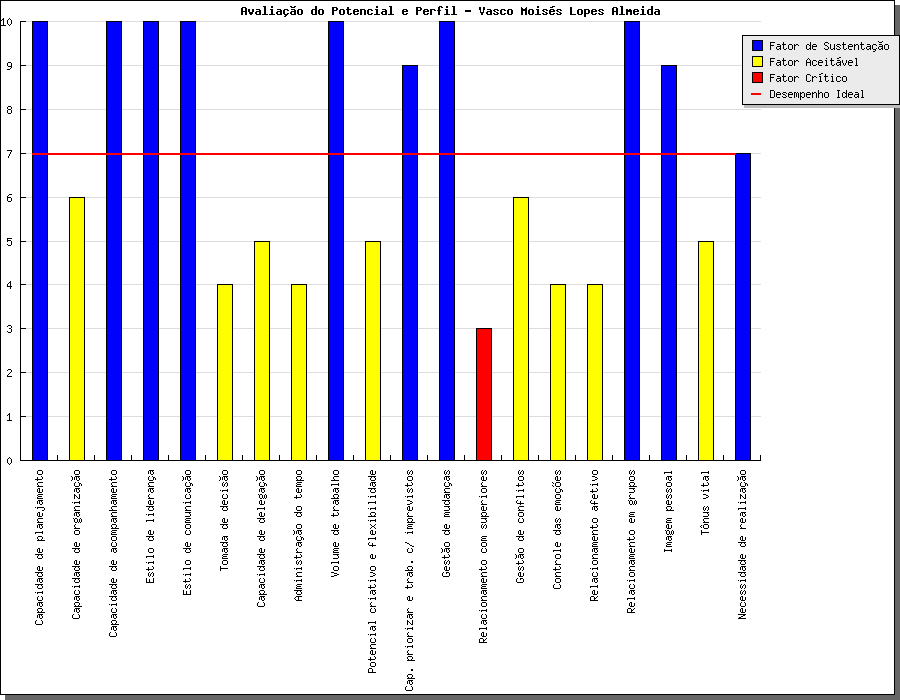 Avaliação do Potencial e Perfil - Vasco Moisés Lopes Almeida
Fator de Sustentação
Fator Aceitável
Fator Crítico
Desempenho Ideal
10
9
8
7
6
5
4
3
2
1
0
Capacidade de planejamento
Capacidade de organização
Capacidade de acompanhamento
Estilo de liderança
Estilo de comunicação
Tomada de decisão
Capacidade de delegação
Administração do tempo
Volume de trabalho
Potencial criativo e flexibilidade
Cap. priorizar e trab. c/ imprevistos
Gestão de mudanças
Relacionamento com superiores
Gestão de conflitos
Controle das emoções
Relacionamento afetivo
Relacionamento em grupos
Imagem pessoal
Tônus vital
Necessidade de realização